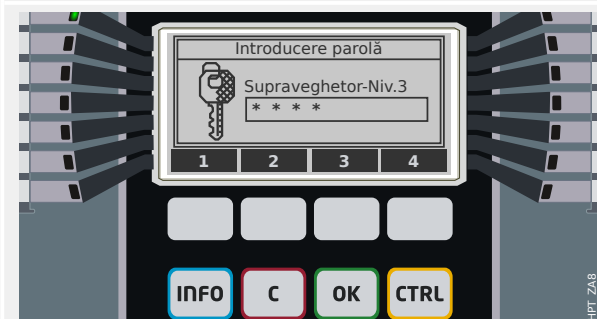 Introducere parolă
Supraveghetor-Niv.3
* * * *
1 2 3 4
INFO C OK CTRL
HPT ZA8